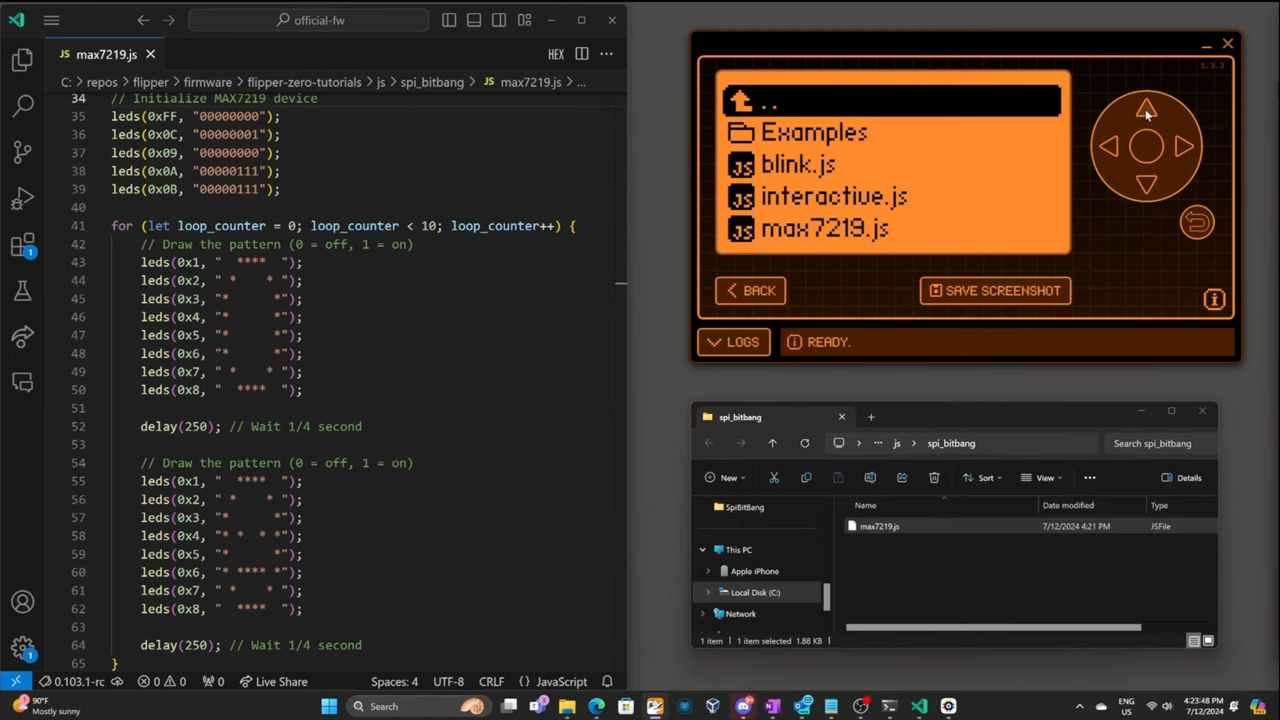 official-fw
JS max7219.js
HEX
C: > repos > flipper > firmware > flipper-zero-tutorials > js > spi_bitbang > JS max7219.js > ...
34 // Initialize MAX7219 device
35 leds(0xFF, "00000000");
36 leds(0x0C, "00000001");
37 leds(0x09, "00000000");
38 leds(0x0A, "00000111");
39 leds(0x0B, "00000111");
40
41 for (let loop_counter = 0; loop_counter < 10; loop_counter++) {
42 // Draw the pattern (0 = off, 1 = on)
43 leds(0x1, "  ****  ");
44 leds(0x2, " *    * ");
45 leds(0x3, "*      *");
46 leds(0x4, "*      *");
47 leds(0x5, "*      *");
48 leds(0x6, "*      *");
49 leds(0x7, " *    * ");
50 leds(0x8, "  ****  ");
51
52 delay(250); // Wait 1/4 second
53
54 // Draw the pattern (0 = off, 1 = on)
55 leds(0x1, "  ****  ");
56 leds(0x2, " *    * ");
57 leds(0x3, "*      *");
58 leds(0x4, "* *  * *");
59 leds(0x5, "*      *");
60 leds(0x6, "* **** *");
61 leds(0x7, " *    * ");
62 leds(0x8, "  ****  ");
63
64 delay(250); // Wait 1/4 second
65 }
0.103.1-rc
0 0
0
Live Share
Spaces: 4
UTF-8
CRLF
{} JavaScript
1
1
1.3.3
..
Examples
JS blink.js
JS interactive.js
JS max7219.js
BACK
SAVE SCREENSHOT
LOGS
READY.
spi_bitbang
... > js > spi_bitbang
Search spi_bitbang
New
Sort
View
...
Details
Name
Date modified
Type
SpiBitBang
max7219.js
7/12/2024 4:21 PM
JSFile
This PC
Apple iPhone
Local Disk (C:)
Network
1 item
1 item selected 1.88 KB
90°F
Mostly sunny
Search
ENG
US
4:23:48 PM
7/12/2024